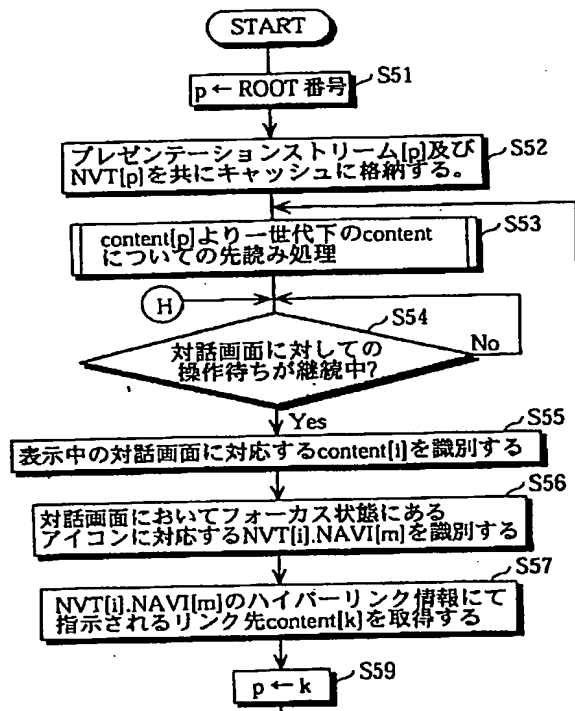 START
p ← ROOT 番号
S51
プレゼンテーションストリーム[p]及び
NVT[p]を共にキャッシュに格納する。
S52
content[p]より一世代下のcontent
についての先読み処理
S53
H
S54
対話画面に対しての
操作待ちが継続中?
No
Yes
S55
表示中の対話画面に対応するcontent[i]を識別する
S56
対話画面においてフォーカス状態にある
アイコンに対応するNVT[i].NAVI[m]を識別する
S57
NVT[i].NAVI[m]のハイパーリンク情報にて
指示されるリンク先content[k]を取得する
S59
p ← k